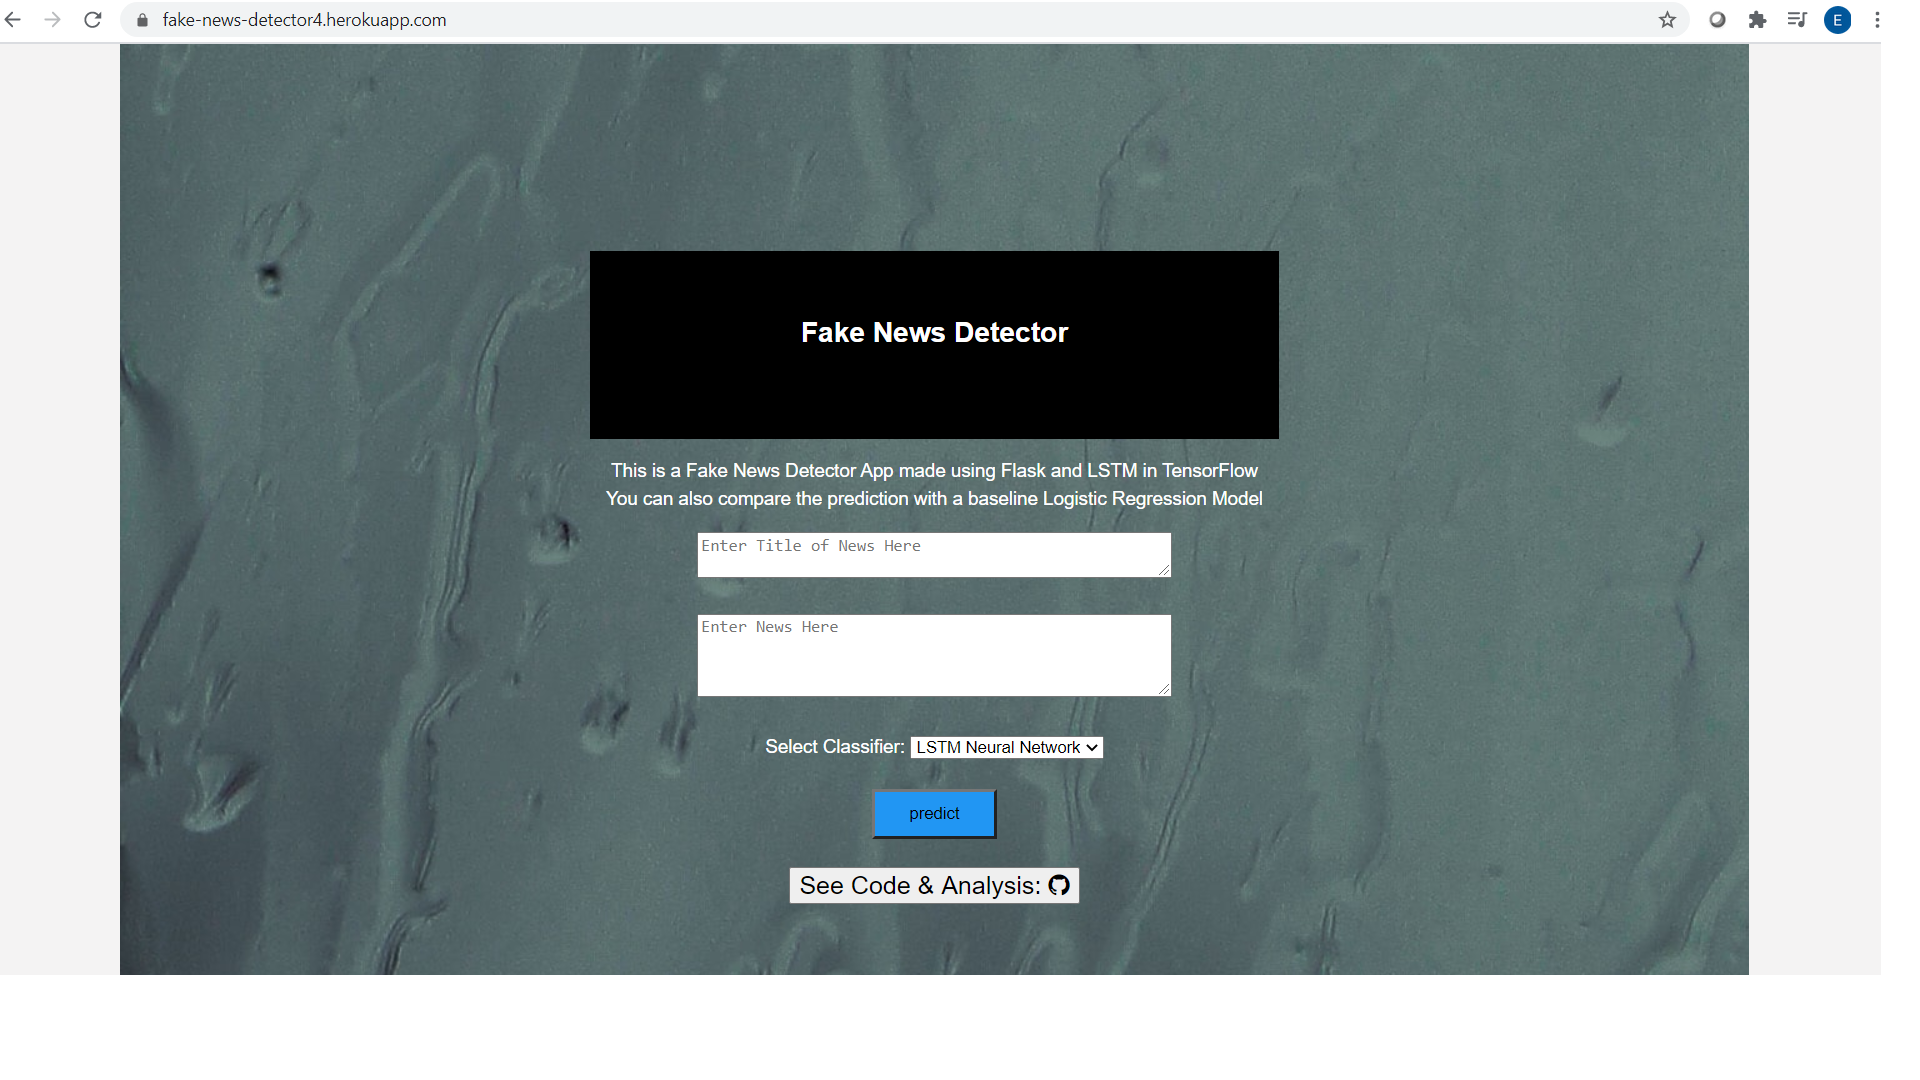 fake-news-detector4.herokuapp.com
E
Fake News Detector
This is a Fake News Detector App made using Flask and LSTM in TensorFlow
You can also compare the prediction with a baseline Logistic Regression Model
Enter Title of News Here
Enter News Here
Select Classifier: LSTM Neural Network
predict
See Code & Analysis: